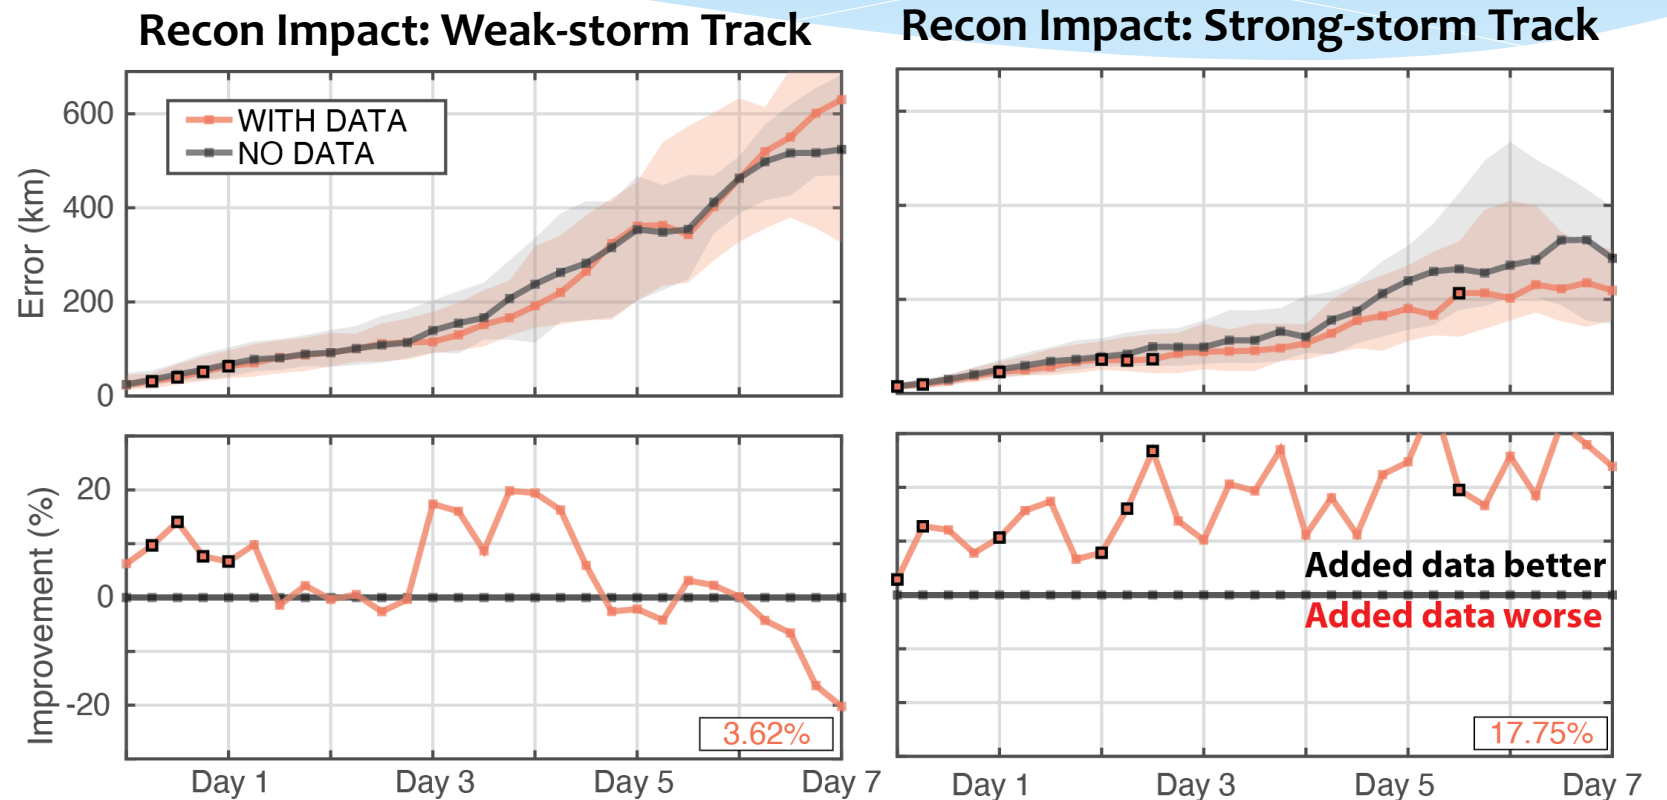 Recon Impact: Weak-storm Track
Recon Impact: Strong-storm Track
WITH DATA
NO DATA
Error (km)
600
400
200
0
Improvement (%)
20
0
-20
3.62%
Added data better
Added data worse
17.75%
Day 1
Day 3
Day 5
Day 7
Day 1
Day 3
Day 5
Day 7